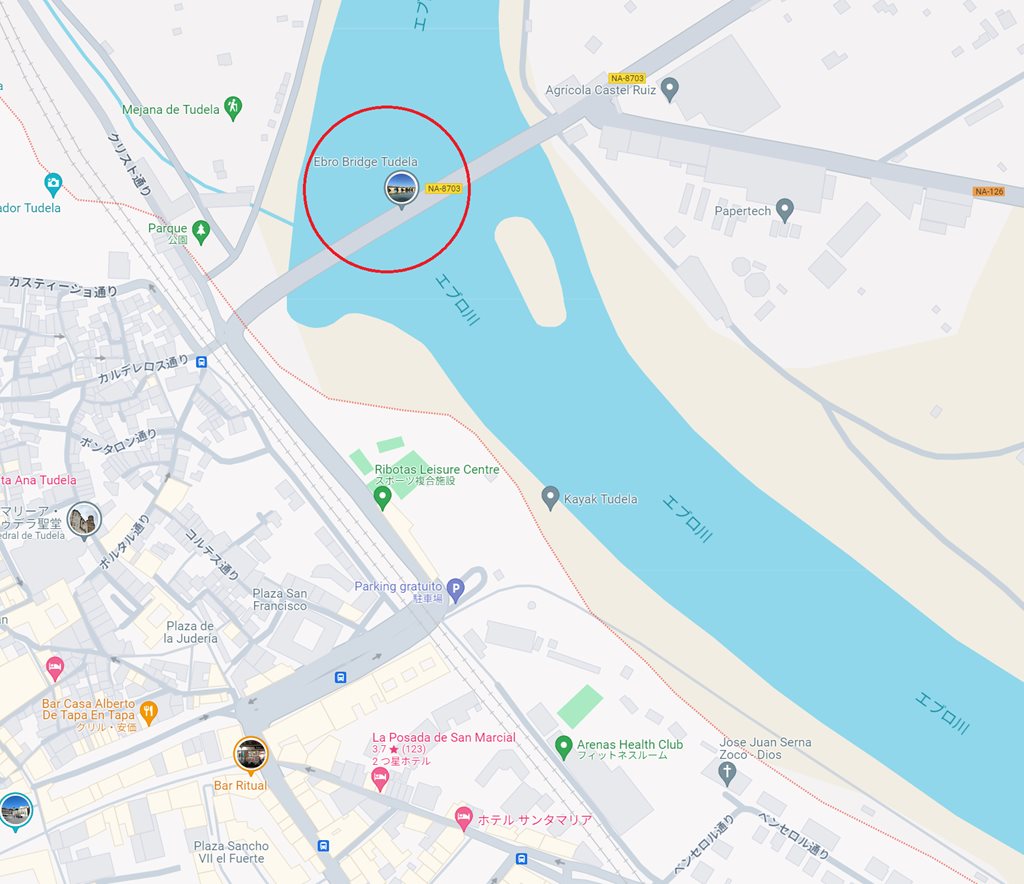 エブロ
NA-8703
Agrícola Castel Ruiz
Mejana de Tudela
クリスト通り
Ebro Bridge Tudela
NA-8703
NA-126
ador Tudela
Papertech
Parque
公園
カスティージョ通り
エブロ川
カルデレロス通り
ポンタロン通り
ta Ana Tudela
Ribotas Leisure Centre
スポーツ複合施設
マリーア・
ゥデラ聖堂
edral de Tudela
Kayak Tudela
エブロ川
ポルタル通り
コルテス通り
Parking gratuito
駐車場
P
Plaza San
Francisco
Plaza de
la Judería
エブロ川
Bar Casa Alberto
De Tapa En Tapa
グリル・安価
La Posada de San Marcial
3.7 ★ (123)
2 つ星ホテル
Arenas Health Club
フィットネスルーム
Jose Juan Serna
Zoco - Dios
Bar Ritual
ホテル サンタマリア
ベンセロル通り
ベンセロル通り
Plaza Sancho
VII el Fuerte